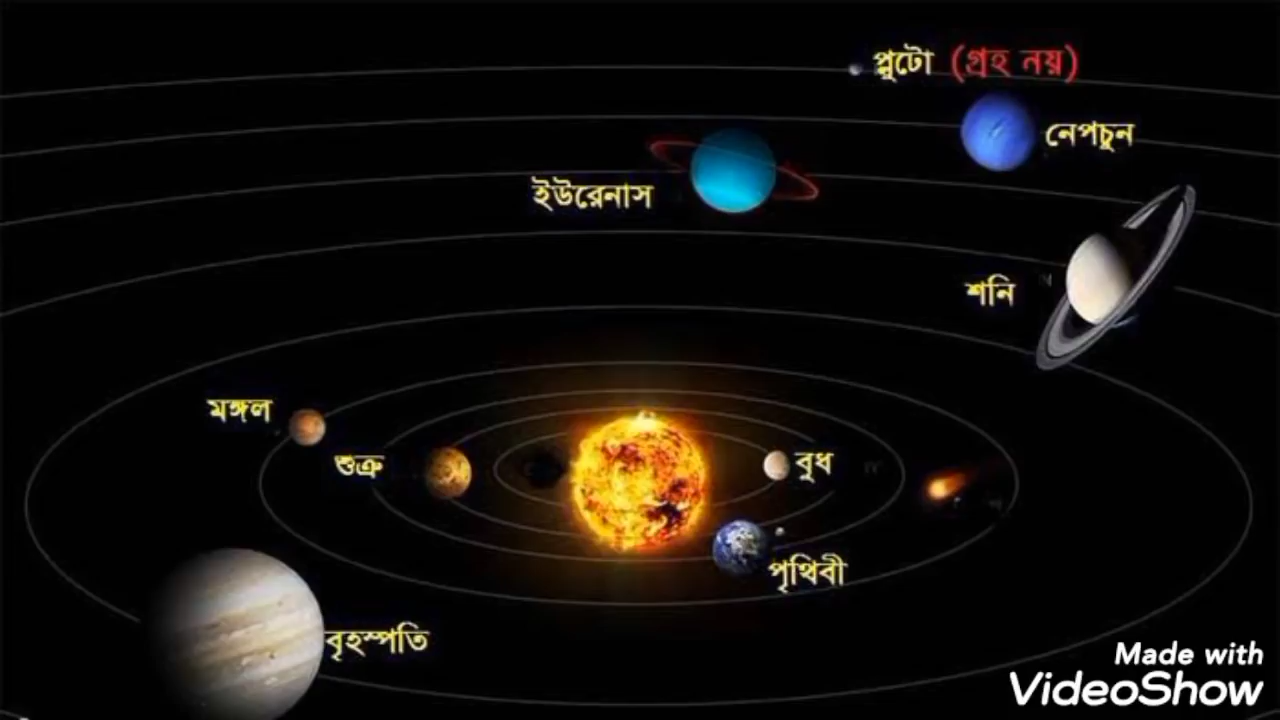 প্লুটো (গ্রহ নয়)
নেপচুন
ইউরেনাস
শনি
মঙ্গল
শুক্র
বুধ
পৃথিবী
বৃহস্পতি
Made with
VideoShow